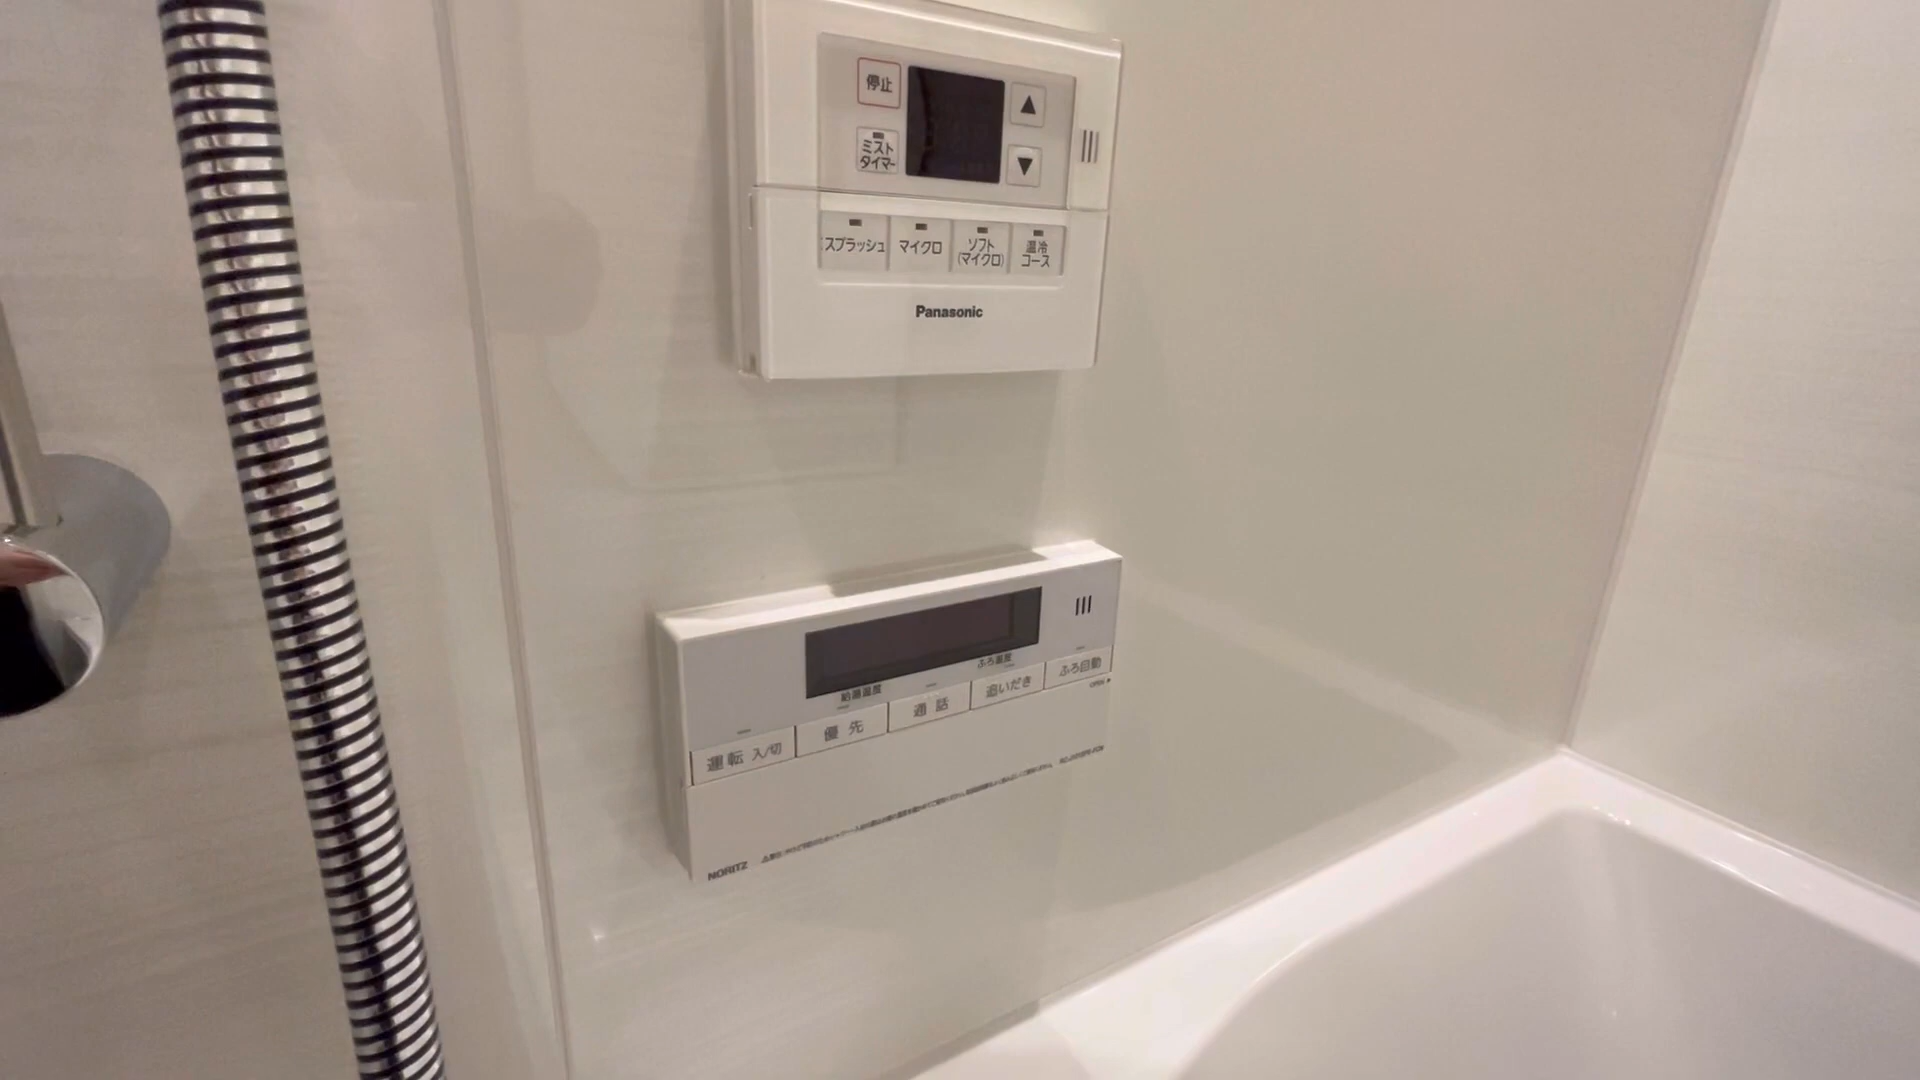 停止
ミスト
タイマー
スプラッシュ
マイクロ
ソフト
(マイクロ)
温冷
コース
Panasonic
ふろ温度
給湯温度
運転 入/切
優先
通話
追いだき
ふろ自動
OPEN
NORITZ